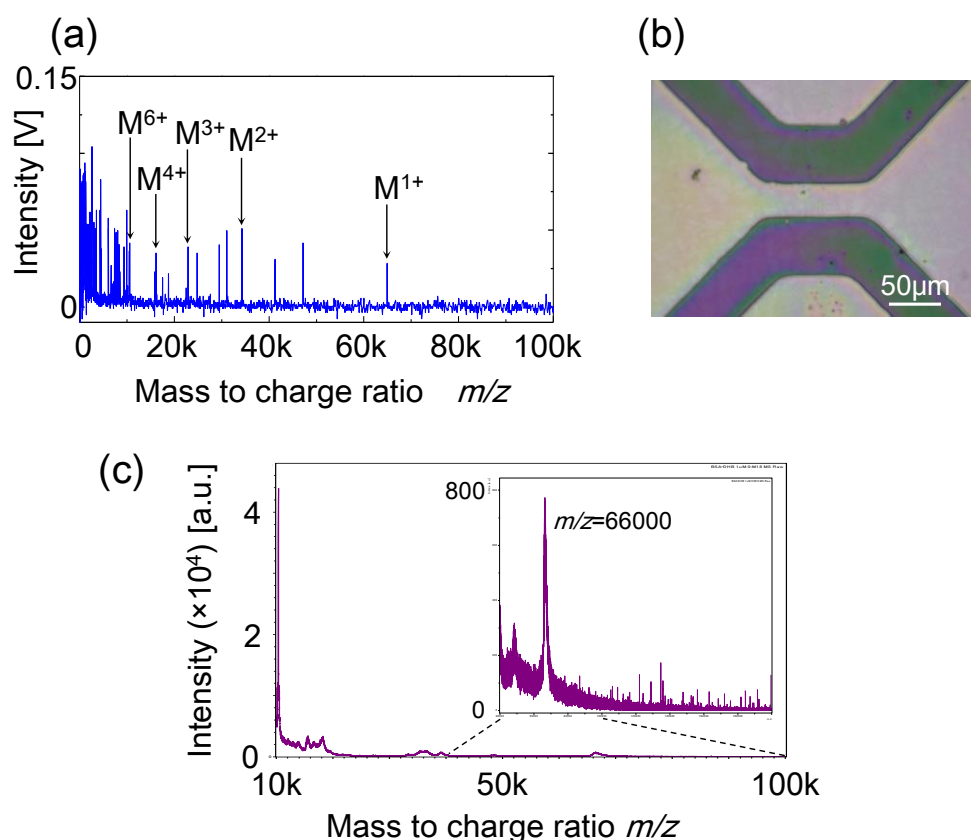 (a)
0.15
Intensity [V]
M6+
M4+
M3+
M2+
M1+
0
0
20k
40k
60k
80k
100k
Mass to charge ratio m/z
(b)
50μm
(c)
Intensity (×10⁴) [a.u.]
4
2
0
800
0
m/z=66000
10k
50k
100k
Mass to charge ratio m/z